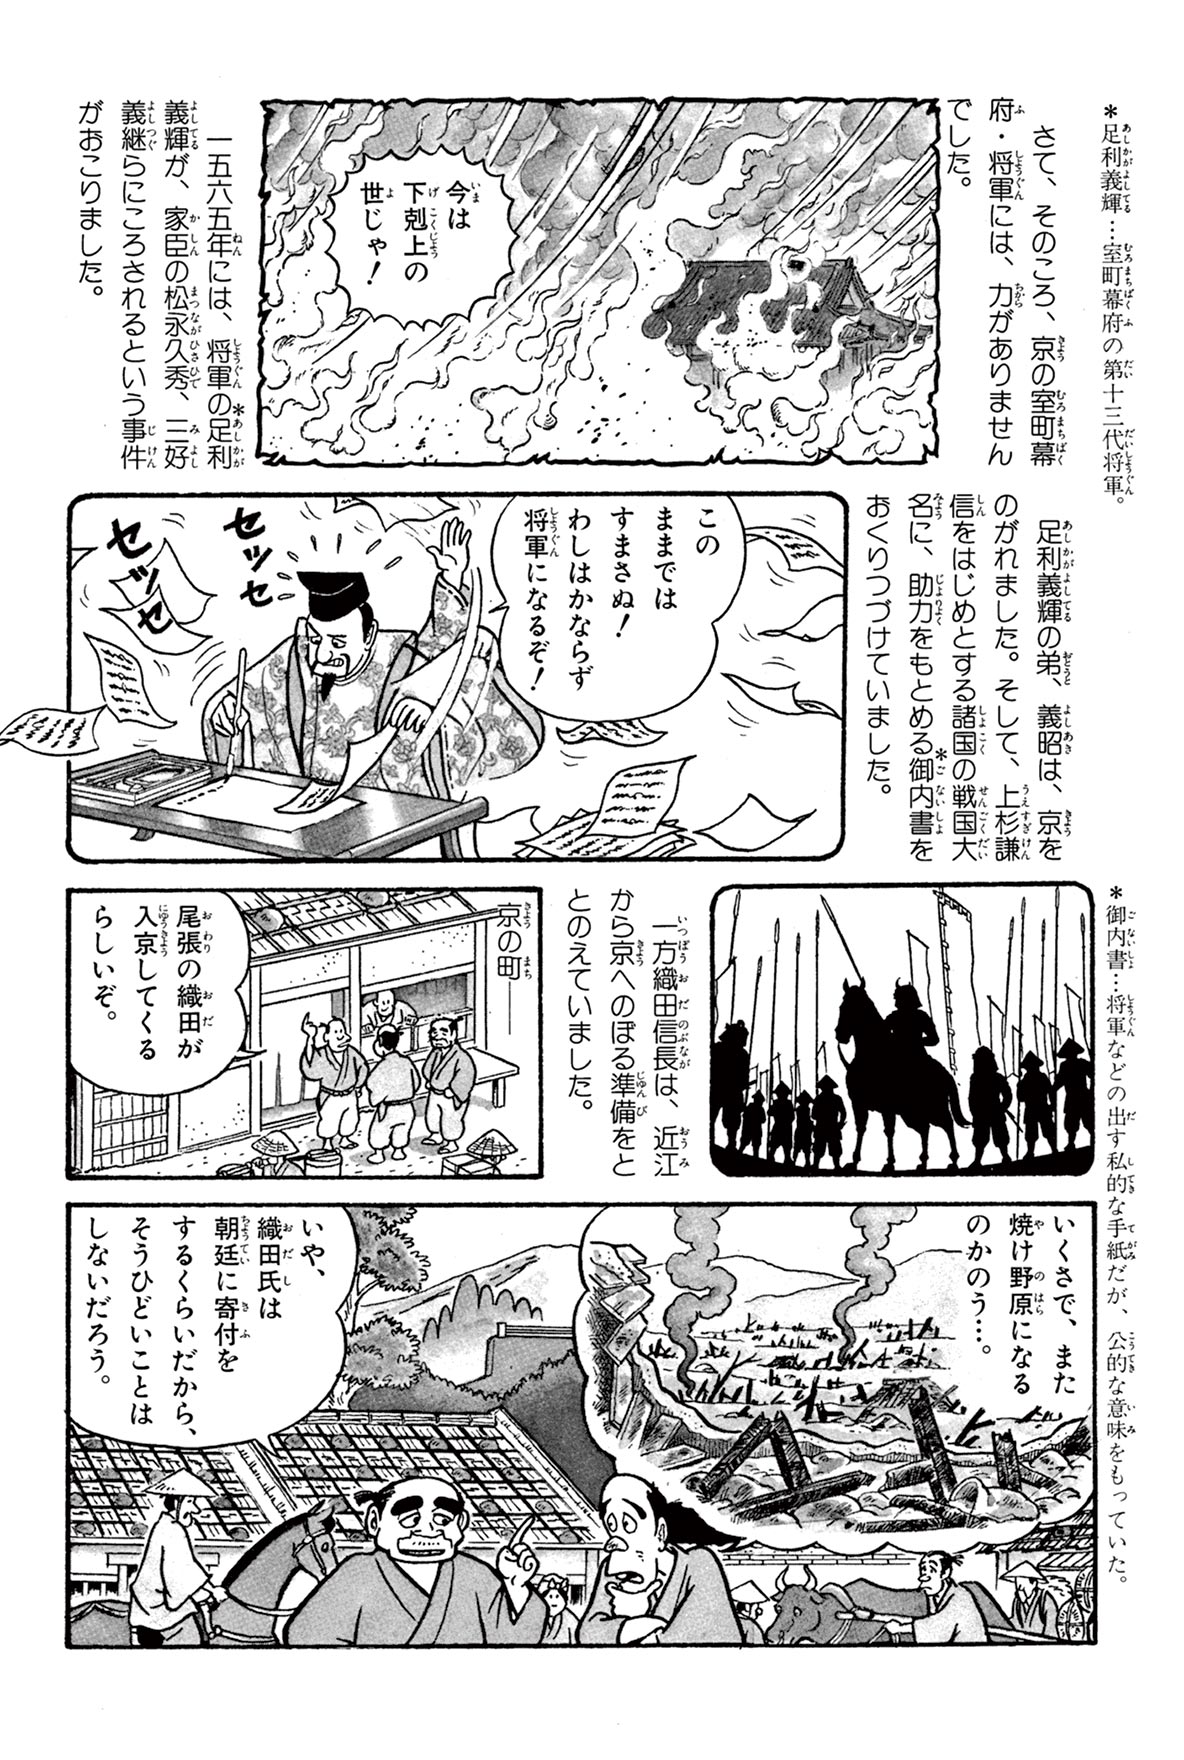 *足利義輝…室町幕府の第十三代将軍。
さて、そのころ、京の室町幕
府・将軍には、力がありません
でした。
今は
下剋上の
世じゃ!
一五六五年には、将軍の*足利
義輝が、家臣の松永久秀、三好
義継らにころされるという事件
がおこりました。
足利義輝の弟、義昭は、京を
のがれました。そして、上杉謙
信をはじめとする諸国の戦国大
名に、助力をもとめる*御内書を
おくりつづけていました。
この
ままでは
すまさぬ!
わしはかならず
将軍になるぞ!
セッセ
セッセ
*御内書…将軍などの出す私的な手紙だが、公的な意味をもっていた。
一方織田信長は、近江
から京へのぼる準備をと
とのえていました。
京の町——
尾張の織田が
入京してくる
らしいぞ。
いくさで、また
焼け野原になる
のかのう…。
いや、
織田氏は
朝廷に寄付を
するくらいだから、
そうひどいことは
しないだろう。